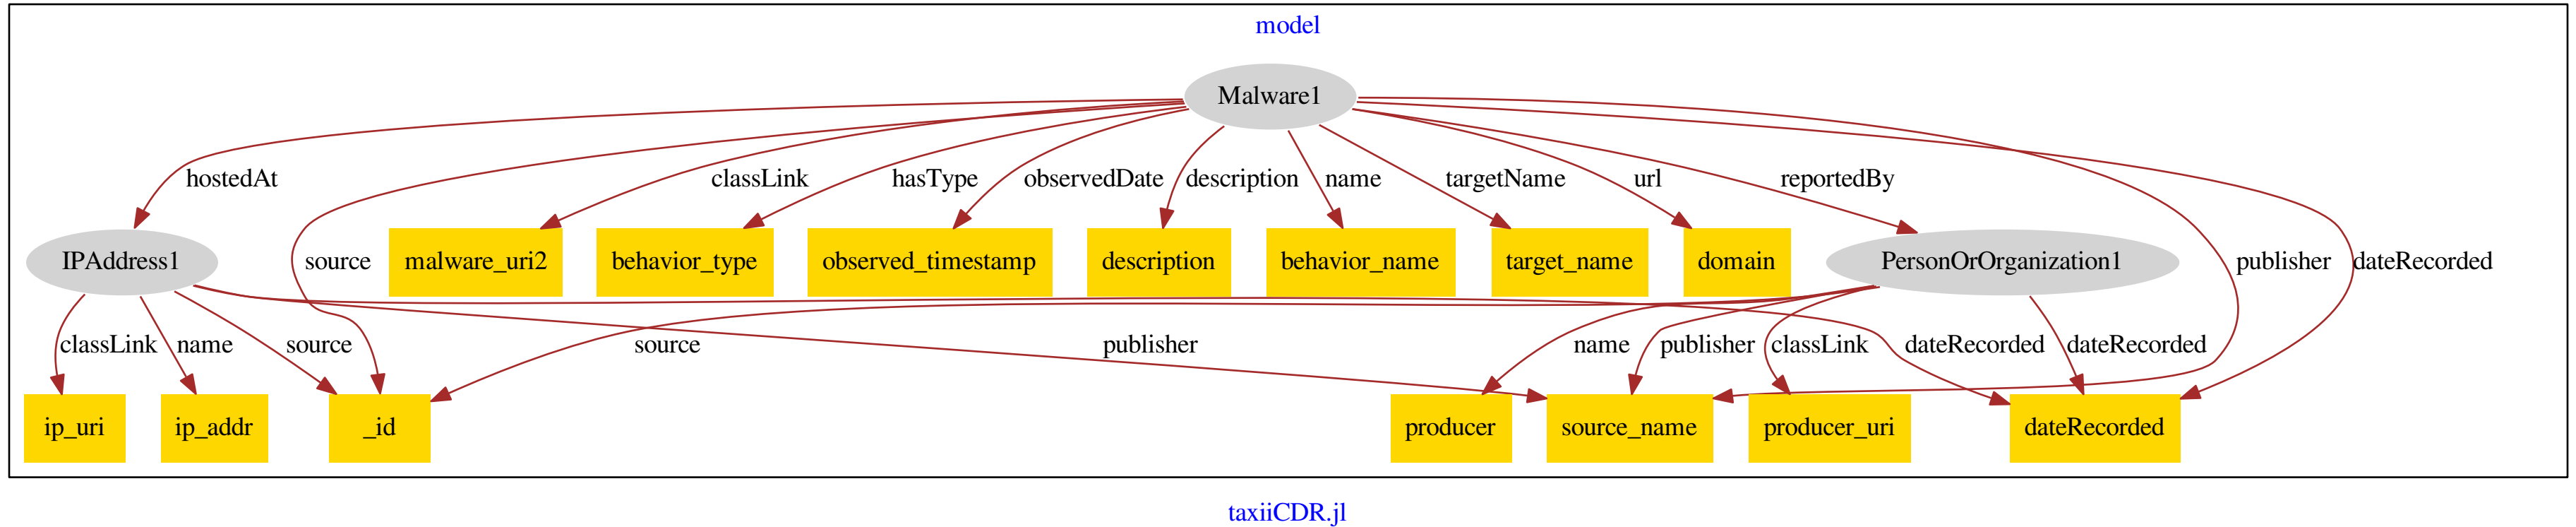 model
Malware1
hostedAt
classLink
hasType
observedDate
description
name
targetName
url
reportedBy
IPAddress1
source
malware_uri2
behavior_type
observed_timestamp
description
behavior_name
target_name
domain
PersonOrOrganization1
publisher
dateRecorded
classLink
name
source
source
publisher
name
publisher
classLink
dateRecorded
dateRecorded
ip_uri
ip_addr
_id
producer
source_name
producer_uri
dateRecorded
taxiiCDR.jl